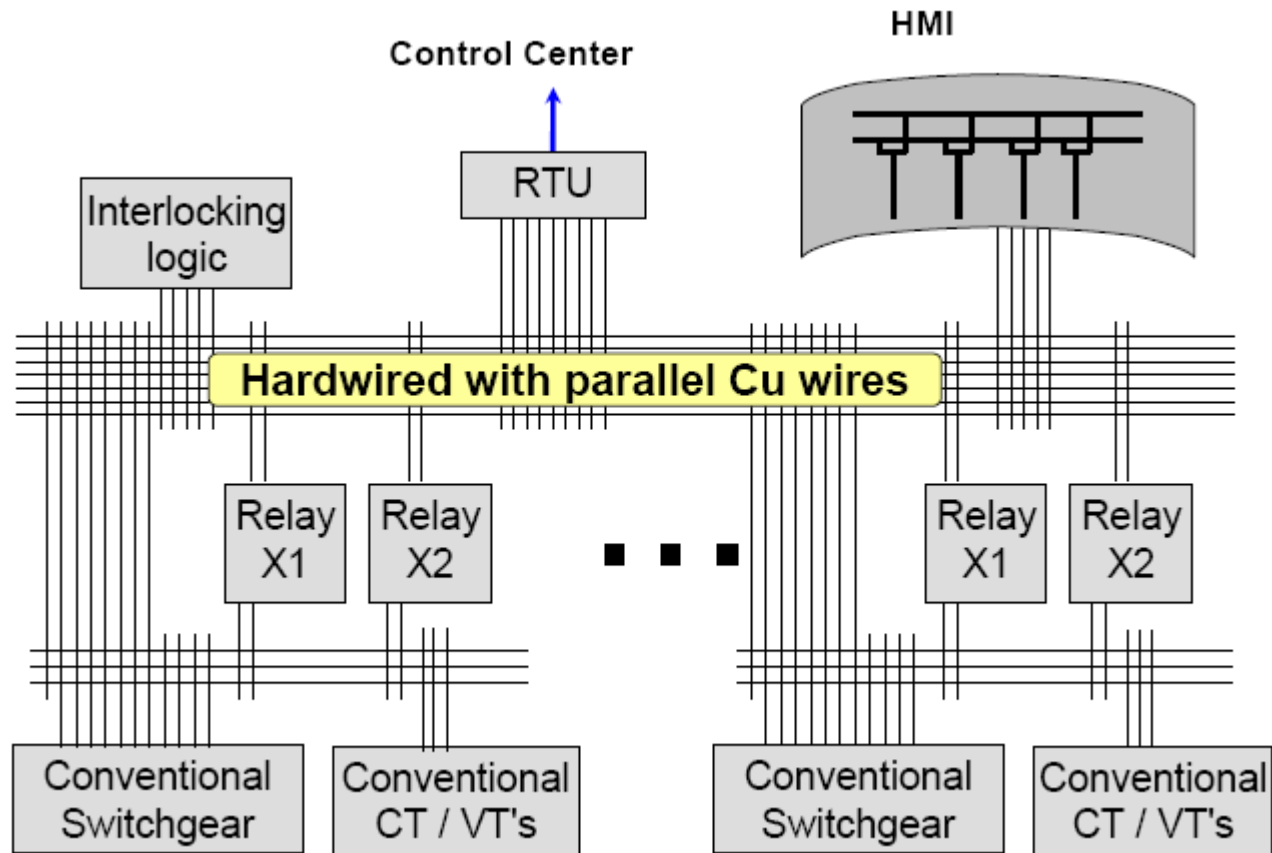 HMI
Control Center
RTU
Interlocking
logic
Hardwired with parallel Cu wires
Relay
X1
Relay
X2
Relay
X1
Relay
X2
Conventional
Switchgear
Conventional
CT / VT's
Conventional
Switchgear
Conventional
CT / VT's